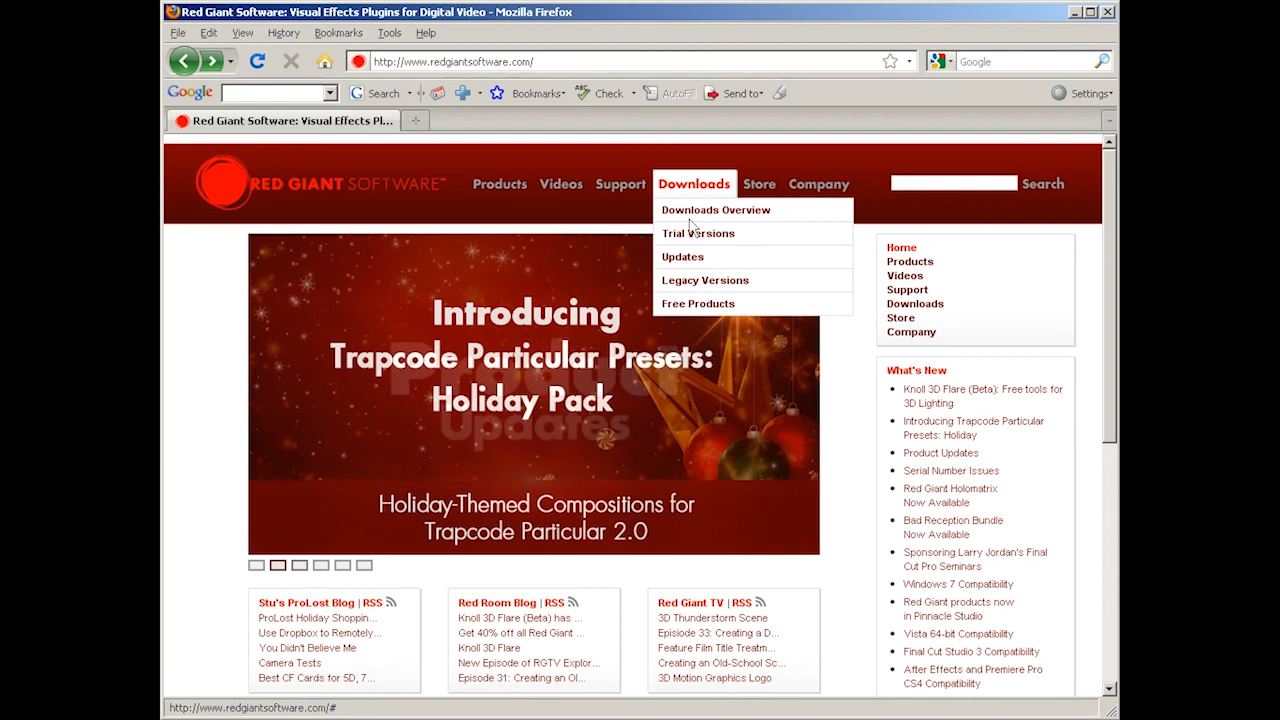 Red Giant Software: Visual Effects Plugins for Digital Video - Mozilla Firefox
File Edit View History Bookmarks Tools Help
http://www.redgiantsoftware.com/
Google
Google Search Bookmarks Check AutoFill Send to Settings
Red Giant Software: Visual Effects Pl...
RED GIANT SOFTWARE™
Products Videos Support Downloads Store Company Search
Downloads Overview
Trial Versions
Updates
Legacy Versions
Free Products
Introducing
Trapcode Particular Presets:
Holiday Pack
Product
Updates
Holiday-Themed Compositions for
Trapcode Particular 2.0
Home
Products
Videos
Support
Downloads
Store
Company
What's New
Knoll 3D Flare (Beta): Free tools for
3D Lighting
Introducing Trapcode Particular
Presets: Holiday
Product Updates
Serial Number Issues
Red Giant Holomatrix
Now Available
Bad Reception Bundle
Now Available
Sponsoring Larry Jordan's Final
Cut Pro Seminars
Windows 7 Compatibility
Red Giant products now
in Pinnacle Studio
Vista 64-bit Compatibility
Final Cut Studio 3 Compatibility
After Effects and Premiere Pro
CS4 Compatibility
Stu's ProLost Blog | RSS
ProLost Holiday Shoppin...
Use Dropbox to Remotely...
You Didn't Believe Me
Camera Tests
Best CF Cards for 5D, 7...
Red Room Blog | RSS
Knoll 3D Flare (Beta) has ...
Get 40% off all Red Giant ...
Knoll 3D Flare
New Episode of RGTV Explor...
Episode 31: Creating an Ol...
Red Giant TV | RSS
3D Thunderstorm Scene
Epsiode 33: Creating a D...
Feature Film Title Treatm...
Creating an Old-School Sc...
3D Motion Graphics Logo
http://www.redgiantsoftware.com/#